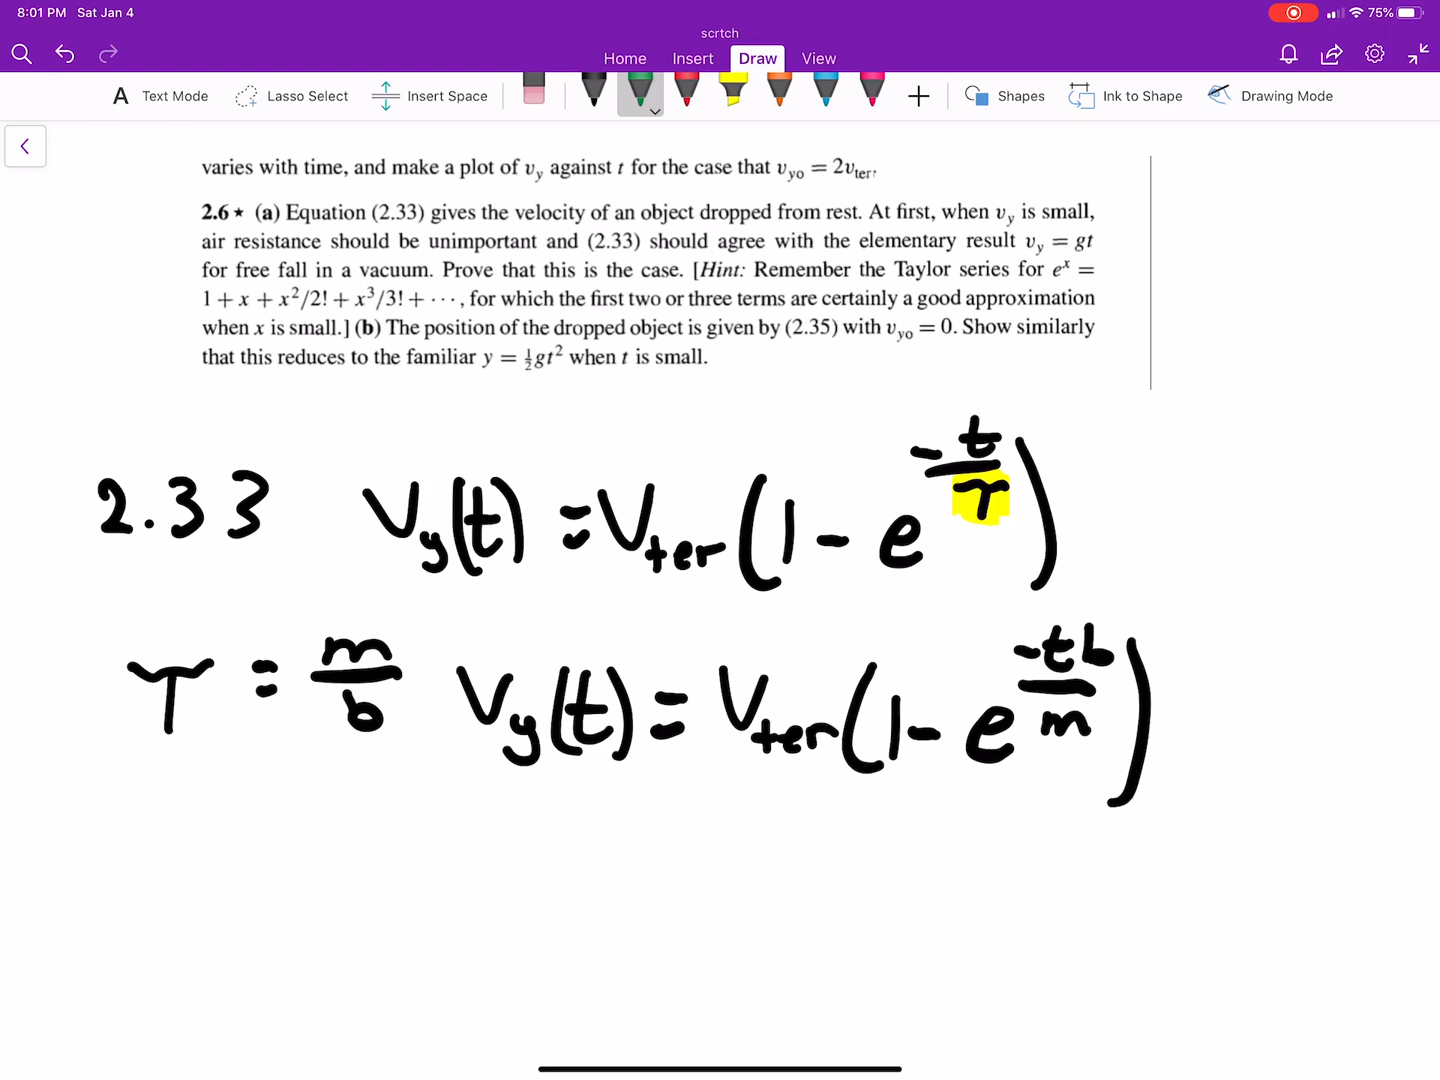 8:01 PM Sat Jan 4
75%
scrtch
Home Insert Draw View
A Text Mode Lasso Select Insert Space Shapes Ink to Shape Drawing Mode
varies with time, and make a plot of v_y against t for the case that v_yo = 2v_ter.
2.6 ⋆ (a) Equation (2.33) gives the velocity of an object dropped from rest. At first, when v_y is small,
air resistance should be unimportant and (2.33) should agree with the elementary result v_y = gt
for free fall in a vacuum. Prove that this is the case. [Hint: Remember the Taylor series for e^x =
1 + x + x²/2! + x³/3! + ···, for which the first two or three terms are certainly a good approximation
when x is small.] (b) The position of the dropped object is given by (2.35) with v_yo = 0. Show similarly
that this reduces to the familiar y = ½gt² when t is small.
2.33 V_y(t) = V_ter(1 - e^(-t/τ))
τ = m/b V_y(t) = V_ter(1 - e^(-tb/m))